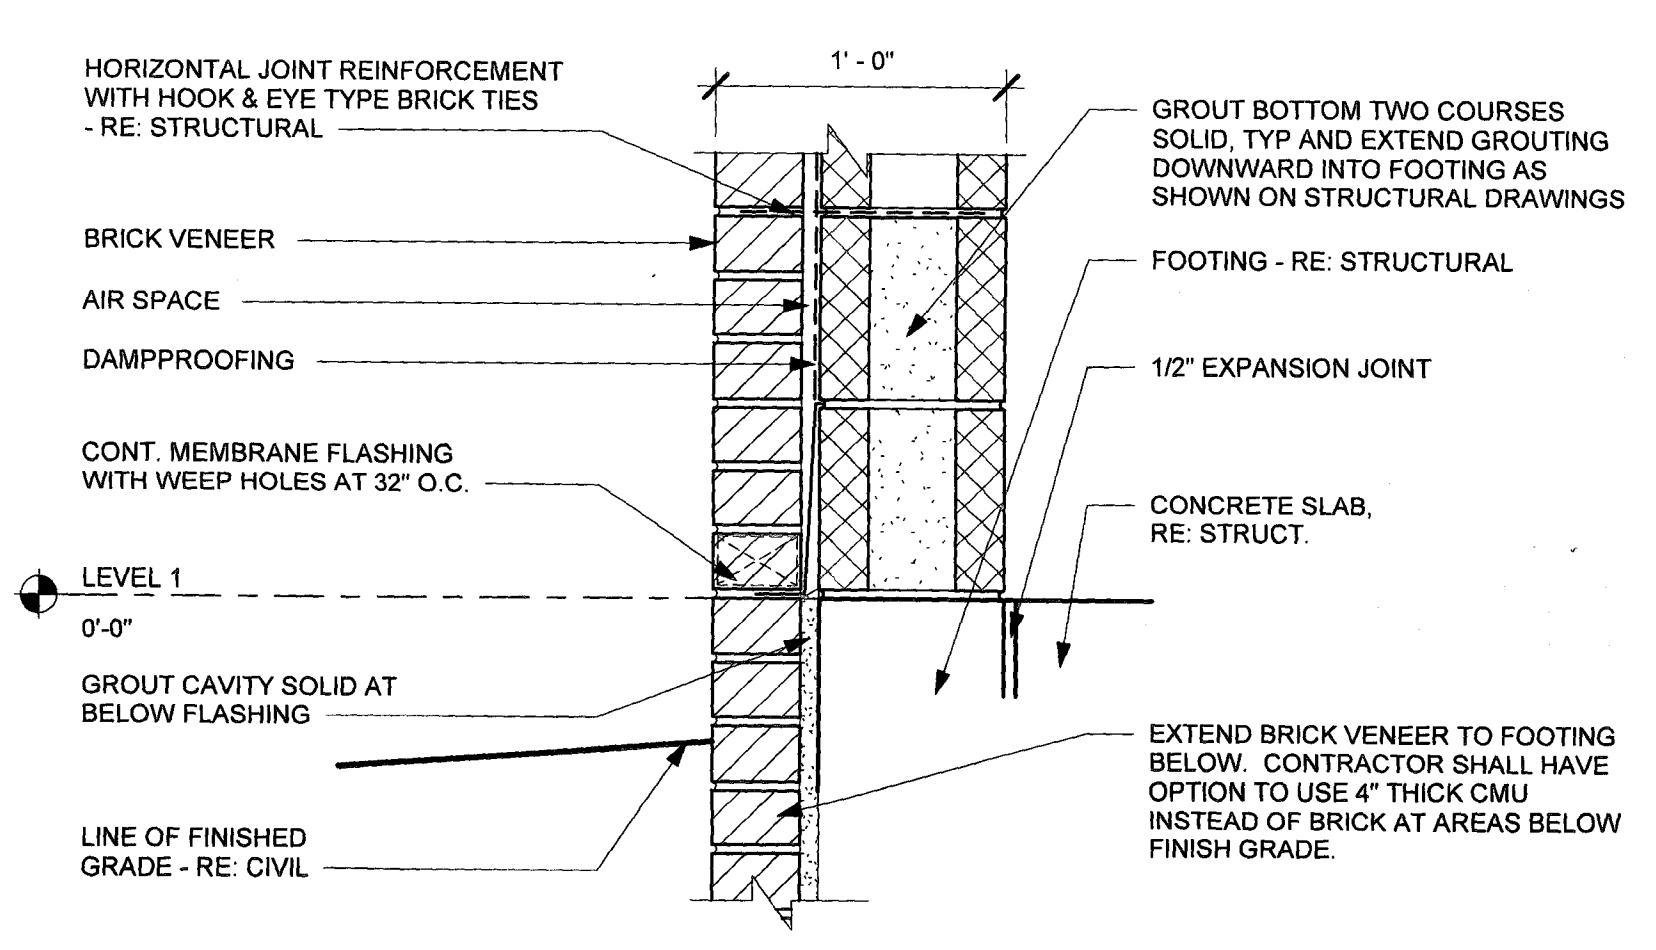 1' - 0"
HORIZONTAL JOINT REINFORCEMENT
WITH HOOK & EYE TYPE BRICK TIES
- RE: STRUCTURAL
BRICK VENEER
AIR SPACE
DAMPPROOFING
CONT. MEMBRANE FLASHING
WITH WEEP HOLES AT 32" O.C.
LEVEL 1
0'-0"
GROUT CAVITY SOLID AT
BELOW FLASHING
LINE OF FINISHED
GRADE - RE: CIVIL
GROUT BOTTOM TWO COURSES
SOLID, TYP AND EXTEND GROUTING
DOWNWARD INTO FOOTING AS
SHOWN ON STRUCTURAL DRAWINGS
FOOTING - RE: STRUCTURAL
1/2" EXPANSION JOINT
CONCRETE SLAB,
RE: STRUCT.
EXTEND BRICK VENEER TO FOOTING
BELOW. CONTRACTOR SHALL HAVE
OPTION TO USE 4" THICK CMU
INSTEAD OF BRICK AT AREAS BELOW
FINISH GRADE.